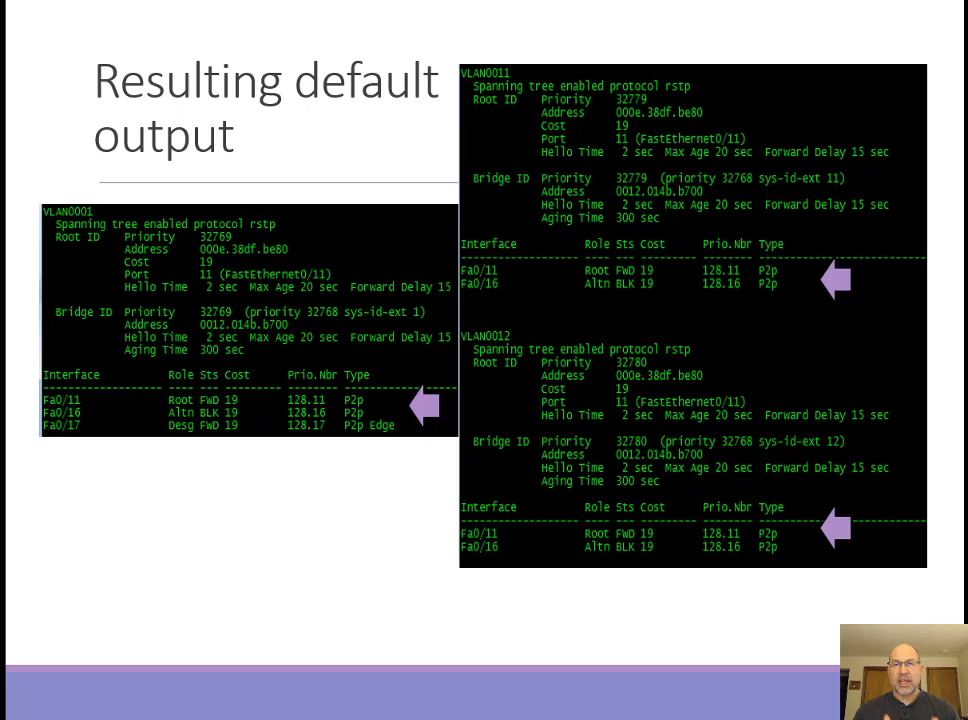 Resulting default
output
VLAN0001
Spanning tree enabled protocol rstp
Root ID Priority 32769
Address 000e.38df.be80
Cost 19
Port 11 (FastEthernet0/11)
Hello Time 2 sec Max Age 20 sec Forward Delay 15
Bridge ID Priority 32769 (priority 32768 sys-id-ext 1)
Address 0012.014b.b700
Hello Time 2 sec Max Age 20 sec Forward Delay 15
Aging Time 300 sec
Interface Role Sts Cost Prio.Nbr Type
------------------- ---- --- --------- -------- --------------------
Fa0/11 Root FWD 19 128.11 P2p
Fa0/16 Altn BLK 19 128.16 P2p
Fa0/17 Desg FWD 19 128.17 P2p Edge
VLAN0011
Spanning tree enabled protocol rstp
Root ID Priority 32779
Address 000e.38df.be80
Cost 19
Port 11 (FastEthernet0/11)
Hello Time 2 sec Max Age 20 sec Forward Delay 15 sec
Bridge ID Priority 32779 (priority 32768 sys-id-ext 11)
Address 0012.014b.b700
Hello Time 2 sec Max Age 20 sec Forward Delay 15 sec
Aging Time 300 sec
Interface Role Sts Cost Prio.Nbr Type
------------------- ---- --- --------- -------- --------------------------------
Fa0/11 Root FWD 19 128.11 P2p
Fa0/16 Altn BLK 19 128.16 P2p
VLAN0012
Spanning tree enabled protocol rstp
Root ID Priority 32780
Address 000e.38df.be80
Cost 19
Port 11 (FastEthernet0/11)
Hello Time 2 sec Max Age 20 sec Forward Delay 15 sec
Bridge ID Priority 32780 (priority 32768 sys-id-ext 12)
Address 0012.014b.b700
Hello Time 2 sec Max Age 20 sec Forward Delay 15 sec
Aging Time 300 sec
Interface Role Sts Cost Prio.Nbr Type
------------------- ---- --- --------- -------- --------------------------------
Fa0/11 Root FWD 19 128.11 P2p
Fa0/16 Altn BLK 19 128.16 P2p